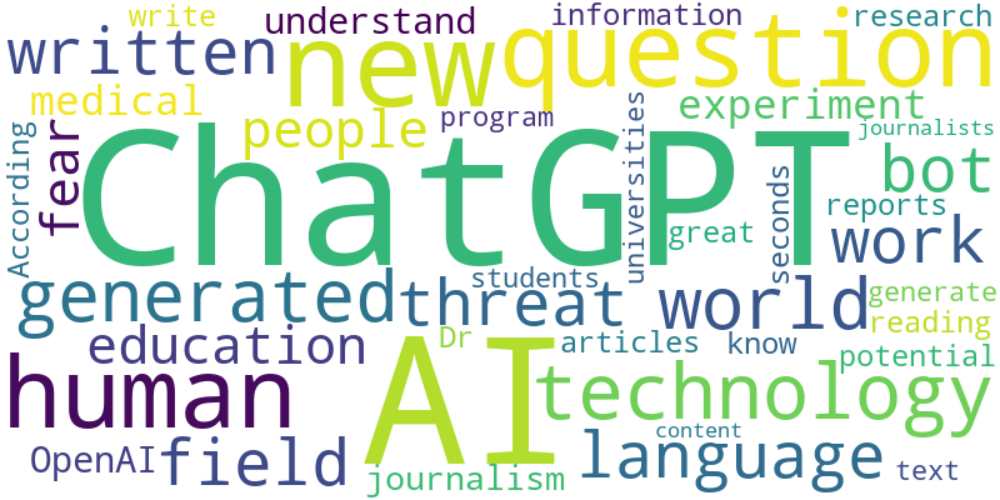 write
understand
information
research
written
new
question
medical
people
program
universities
experiment
journalists
According
fear
ChatGPT
seconds
bot
great
reports
work
generated
threat
students
world
generate
reading
education
Dr
articles
know
potential
human
AI
technology
OpenAI
field
journalism
language
content
text